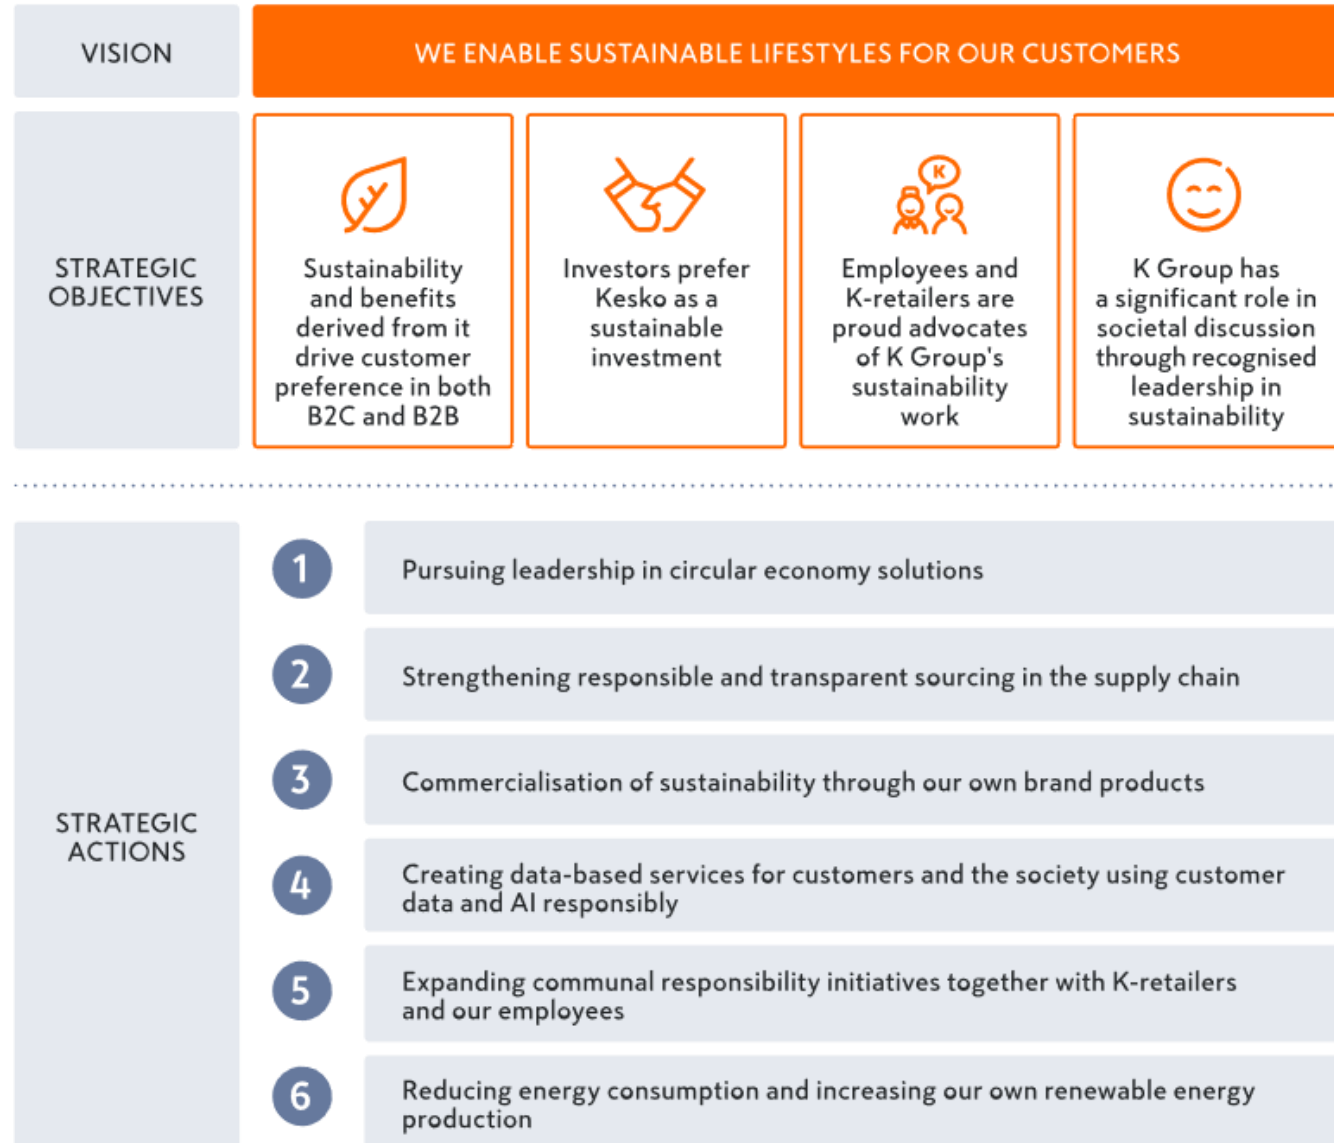 VISION
WE ENABLE SUSTAINABLE LIFESTYLES FOR OUR CUSTOMERS
STRATEGIC
OBJECTIVES
Sustainability
and benefits
derived from it
drive customer
preference in both
B2C and B2B
Investors prefer
Kesko as a
sustainable
investment
K
Employees and
K-retailers are
proud advocates
of K Group's
sustainability
work
K Group has
a significant role in
societal discussion
through recognised
leadership in
sustainability
STRATEGIC
ACTIONS
1
Pursuing leadership in circular economy solutions
2
Strengthening responsible and transparent sourcing in the supply chain
3
Commercialisation of sustainability through our own brand products
4
Creating data-based services for customers and the society using customer
data and AI responsibly
5
Expanding communal responsibility initiatives together with K-retailers
and our employees
6
Reducing energy consumption and increasing our own renewable energy
production